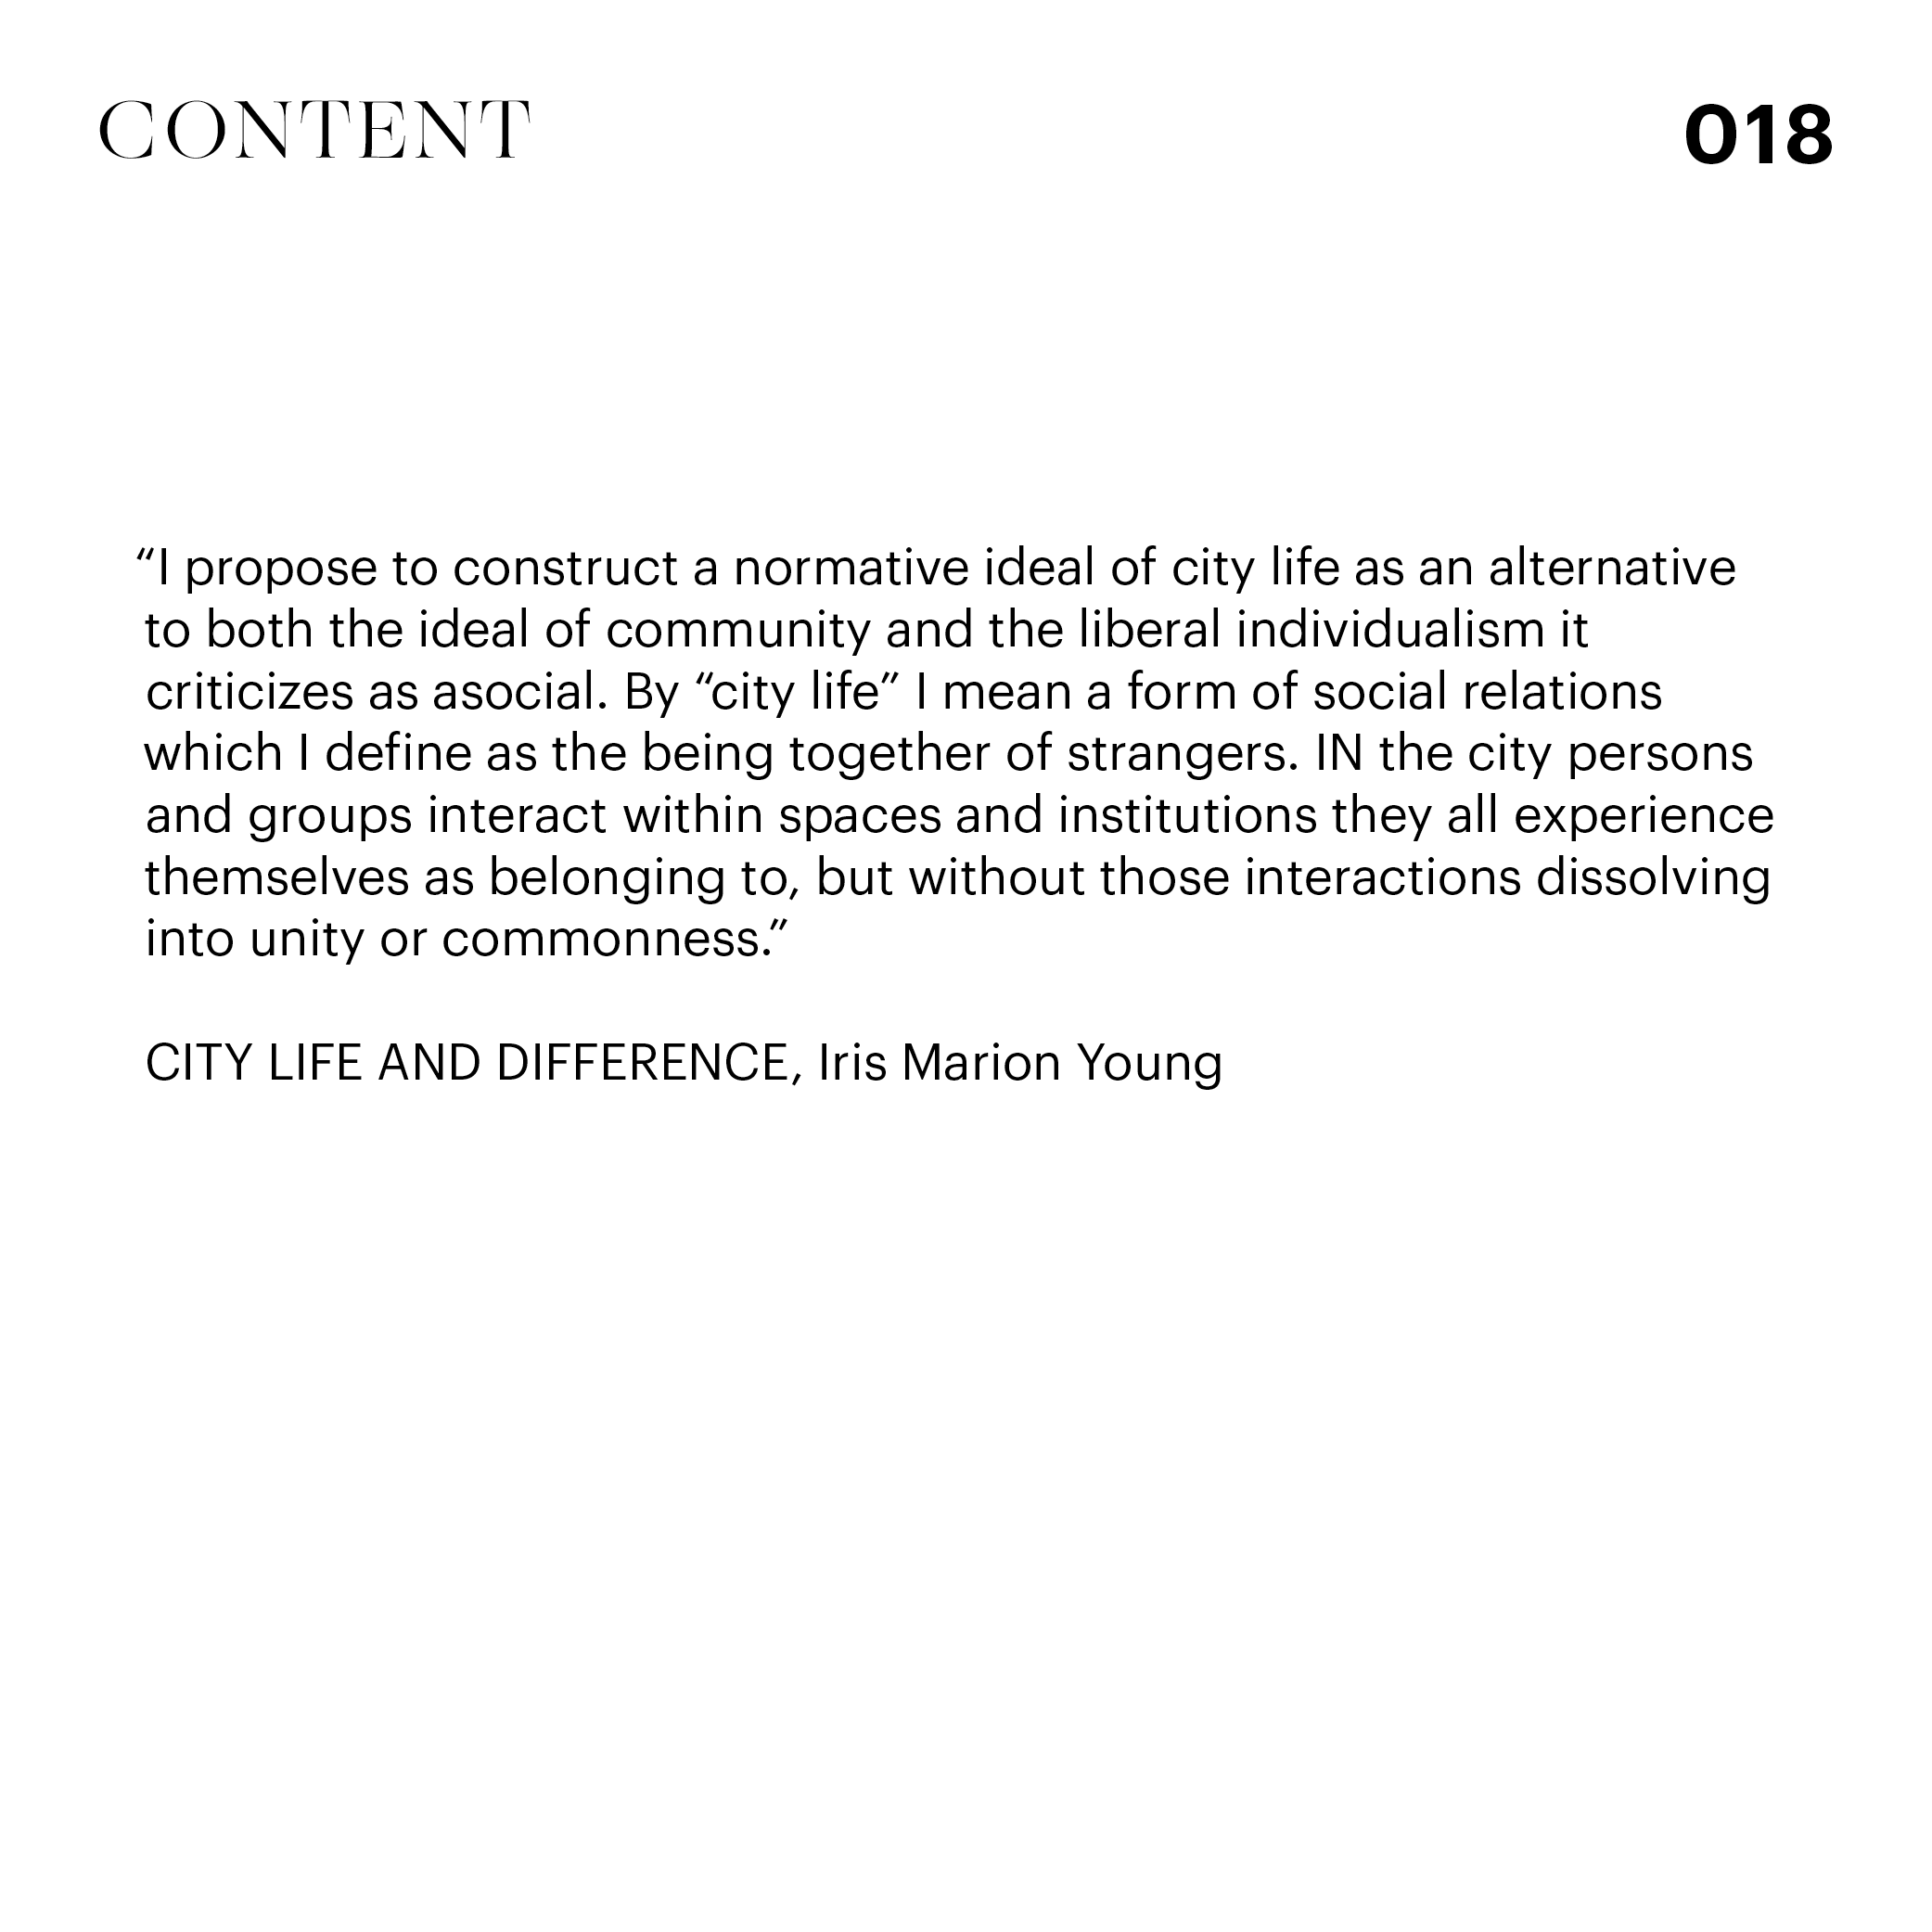 CONTENT
018
“I propose to construct a normative ideal of city life as an alternative
to both the ideal of community and the liberal individualism it
criticizes as asocial. By “city life” I mean a form of social relations
which I define as the being together of strangers. IN the city persons
and groups interact within spaces and institutions they all experience
themselves as belonging to, but without those interactions dissolving
into unity or commonness.”
CITY LIFE AND DIFFERENCE, Iris Marion Young